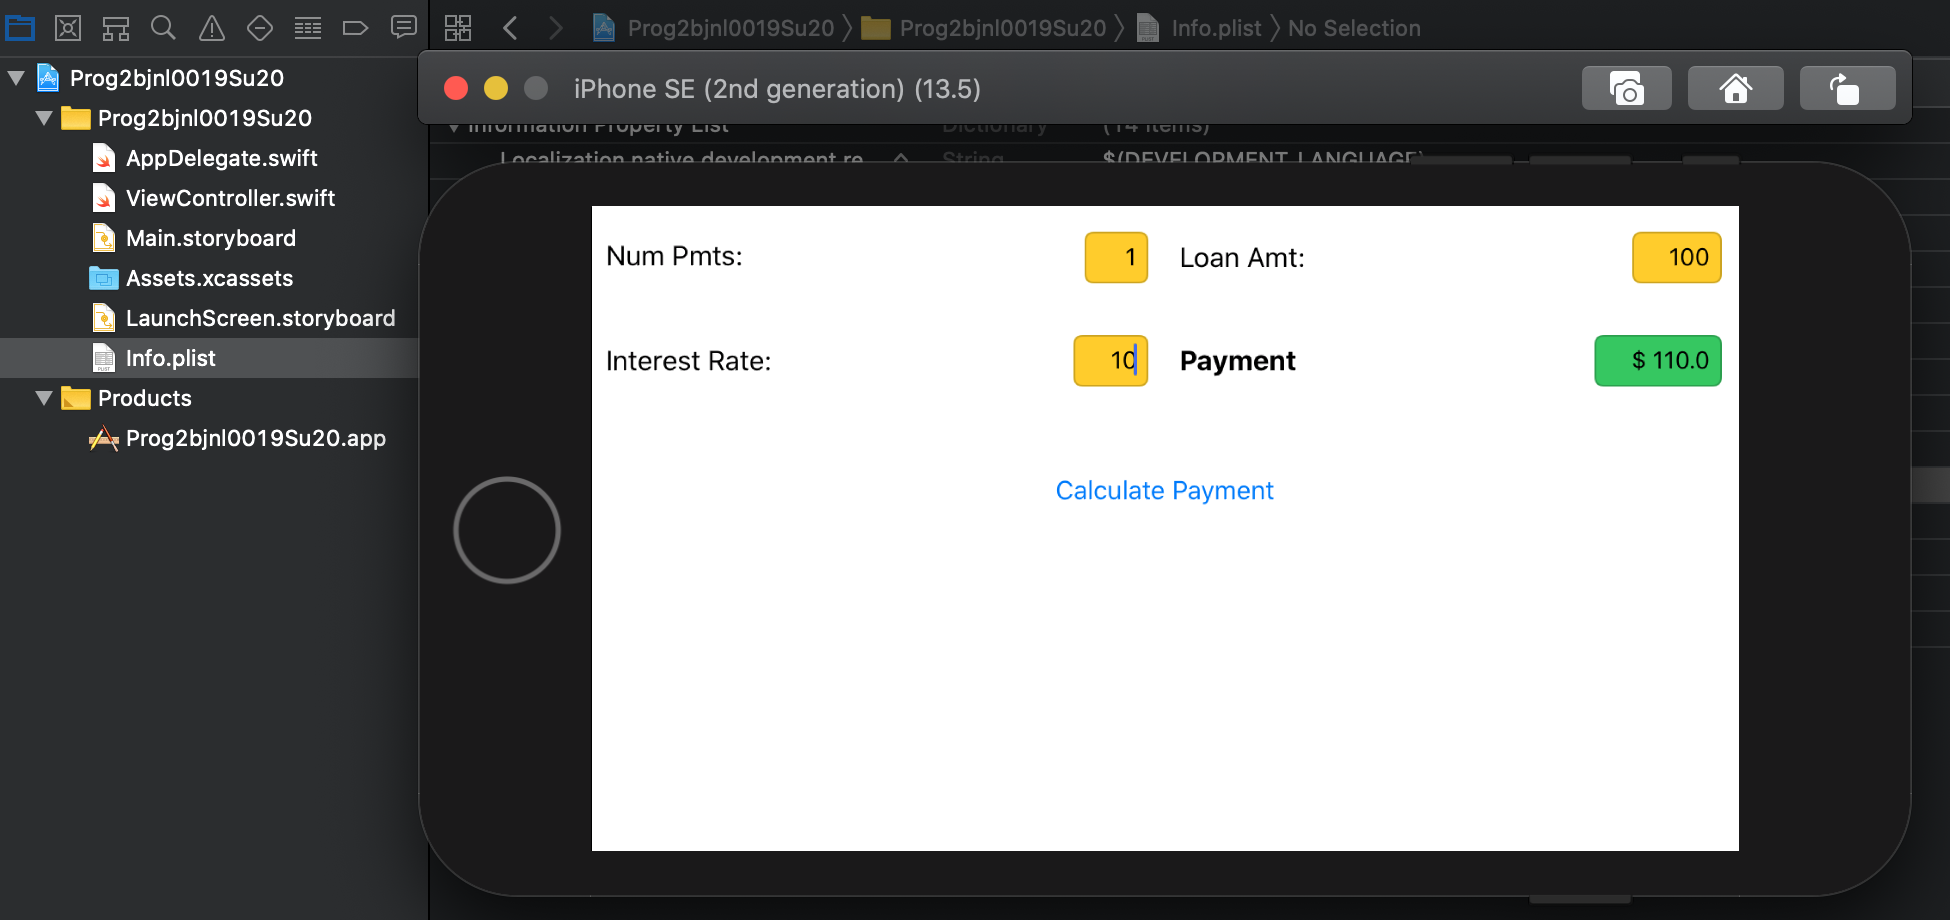 Prog2bjnl0019Su20 〉 Prog2bjnl0019Su20 〉 Info.plist 〉 No Selection
Prog2bjnl0019Su20
Prog2bjnl0019Su20
AppDelegate.swift
ViewController.swift
Main.storyboard
Assets.xcassets
LaunchScreen.storyboard
Info.plist
Products
Prog2bjnl0019Su20.app
iPhone SE (2nd generation) (13.5)
Information Property List Dictionary (14 items)
Localization native development re String $(DEVELOPMENT_LANGUAGE)
Num Pmts: 1 Loan Amt: 100
Interest Rate: 10 Payment $ 110.0
Calculate Payment